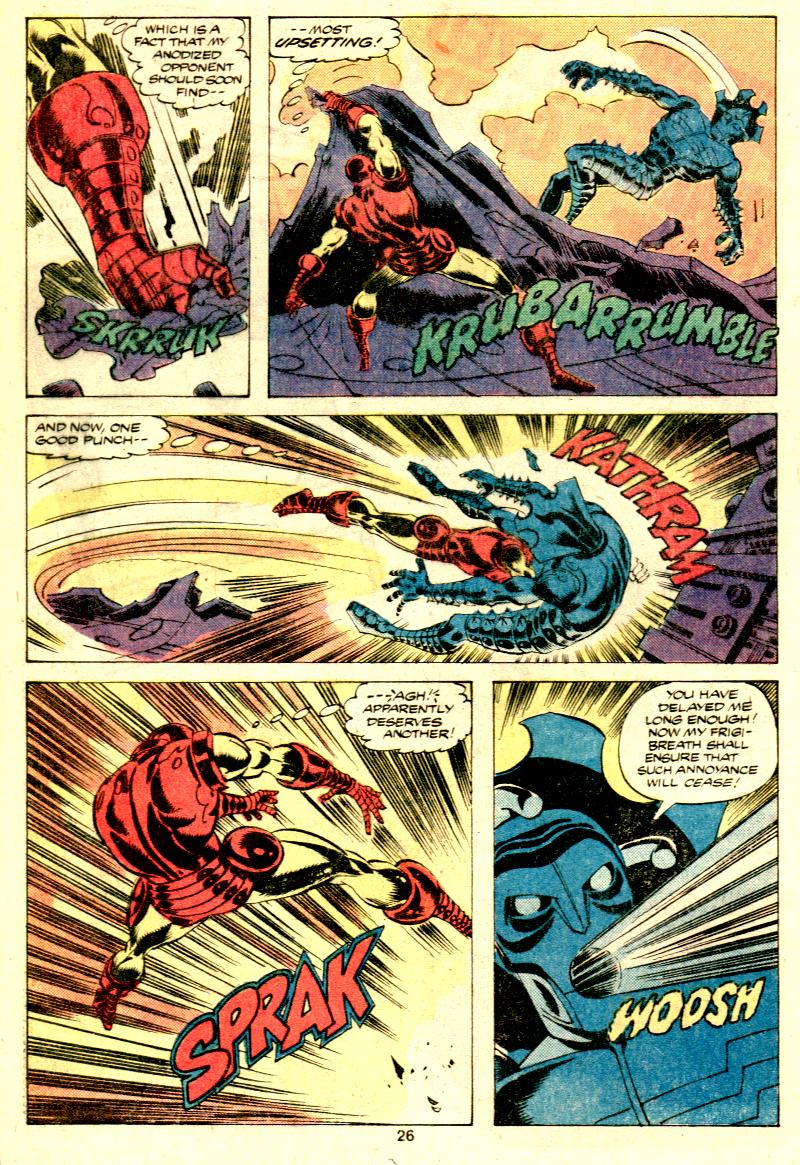 WHICH IS A
FACT THAT MY
ANODIZED
OPPONENT
SHOULD SOON
FIND--
SKRRUK
--MOST
UPSETTING!
KRUBARRUMBLE
AND NOW, ONE
GOOD PUNCH--
KATHRAM
---'AGH!'
APPARENTLY
DESERVES
ANOTHER!
SPRAK
YOU HAVE
DELAYED ME
LONG ENOUGH!
NOW MY FRIGI-
BREATH SHALL
ENSURE THAT
SUCH ANNOYANCE
WILL CEASE!
WOOSH
26